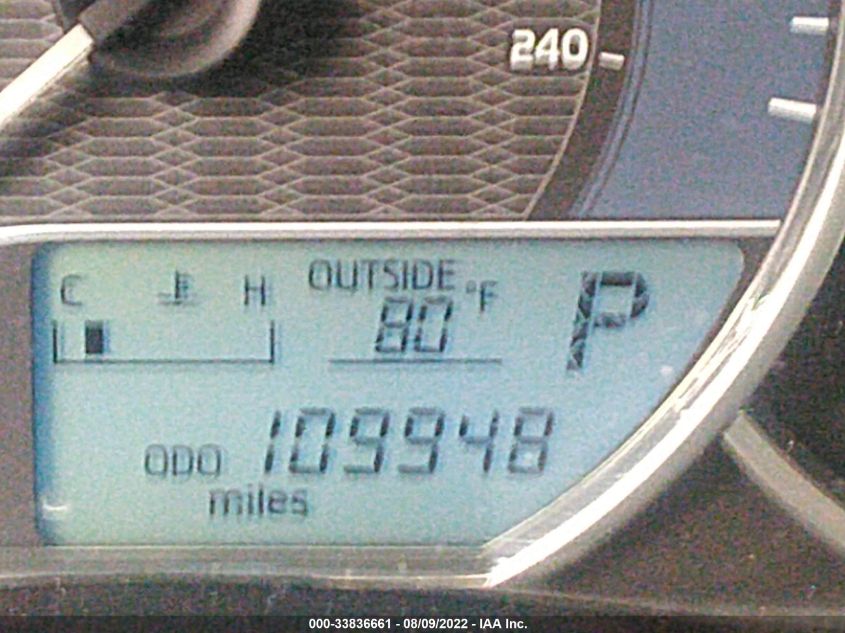 240
C H OUTSIDE °F P
80
ODO 109948
miles
000-33836661 - 08/09/2022 - IAA Inc.